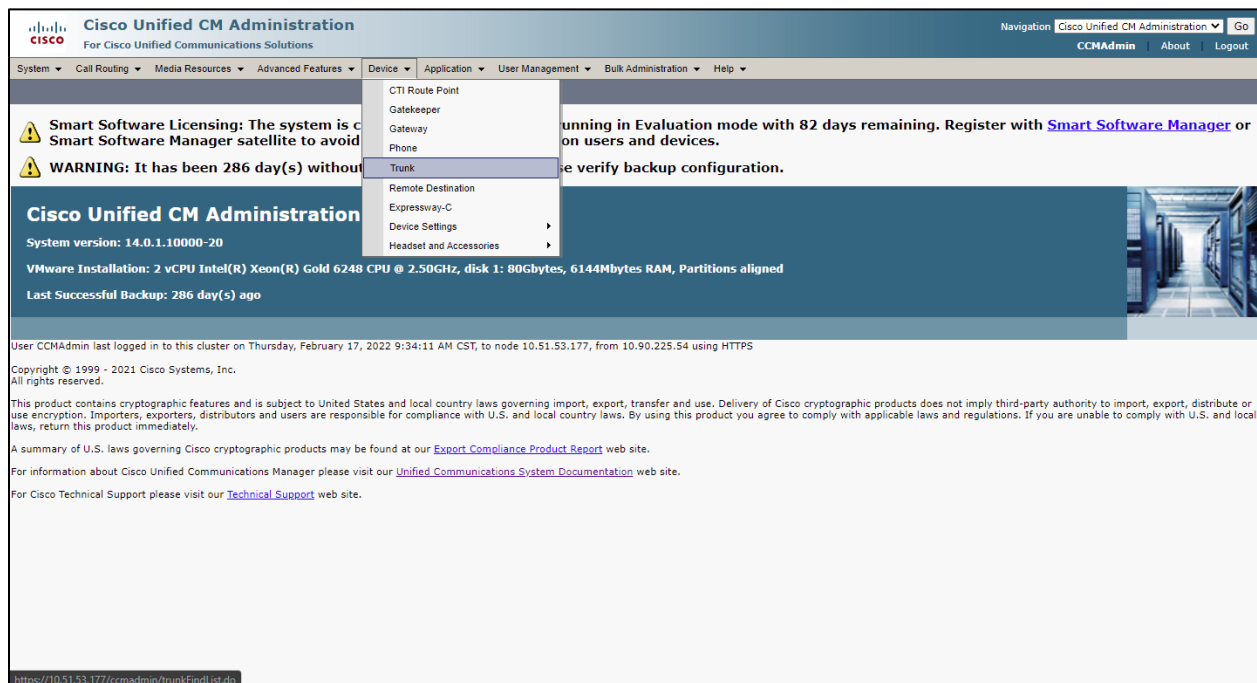 Cisco Unified CM Administration
For Cisco Unified Communications Solutions
CISCO
Navigation Cisco Unified CM Administration Go
CCMAdmin About Logout
System Call Routing Media Resources Advanced Features Device Application User Management Bulk Administration Help
CTI Route Point
Gatekeeper
Gateway
Phone
Trunk
Remote Destination
Expressway-C
Device Settings
Headset and Accessories
Smart Software Licensing: The system is c unning in Evaluation mode with 82 days remaining. Register with Smart Software Manager or
Smart Software Manager satellite to avoid on users and devices.
WARNING: It has been 286 day(s) without se verify backup configuration.
Cisco Unified CM Administration
System version: 14.0.1.10000-20
VMware Installation: 2 vCPU Intel(R) Xeon(R) Gold 6248 CPU @ 2.50GHz, disk 1: 80Gbytes, 6144Mbytes RAM, Partitions aligned
Last Successful Backup: 286 day(s) ago
User CCMAdmin last logged in to this cluster on Thursday, February 17, 2022 9:34:11 AM CST, to node 10.51.53.177, from 10.90.225.54 using HTTPS
Copyright © 1999 - 2021 Cisco Systems, Inc.
All rights reserved.
This product contains cryptographic features and is subject to United States and local country laws governing import, export, transfer and use. Delivery of Cisco cryptographic products does not imply third-party authority to import, export, distribute or
use encryption. Importers, exporters, distributors and users are responsible for compliance with U.S. and local country laws. By using this product you agree to comply with applicable laws and regulations. If you are unable to comply with U.S. and local
laws, return this product immediately.
A summary of U.S. laws governing Cisco cryptographic products may be found at our Export Compliance Product Report web site.
For information about Cisco Unified Communications Manager please visit our Unified Communications System Documentation web site.
For Cisco Technical Support please visit our Technical Support web site.
https://10.51.53.177/ccmadmin/trunkFindList.do